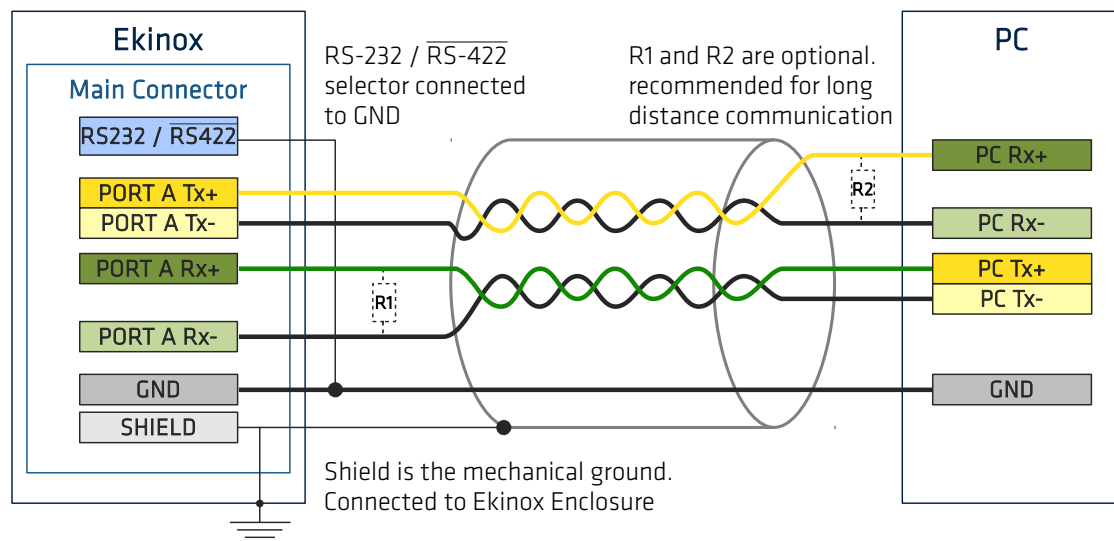 Ekinox
Main Connector
RS232 / RS422
PORT A Tx+
PORT A Tx-
PORT A Rx+
PORT A Rx-
GND
SHIELD
RS-232 / RS-422
selector connected
to GND
R1 and R2 are optional.
recommended for long
distance communication
R1
R2
Shield is the mechanical ground.
Connected to Ekinox Enclosure
PC
PC Rx+
PC Rx-
PC Tx+
PC Tx-
GND